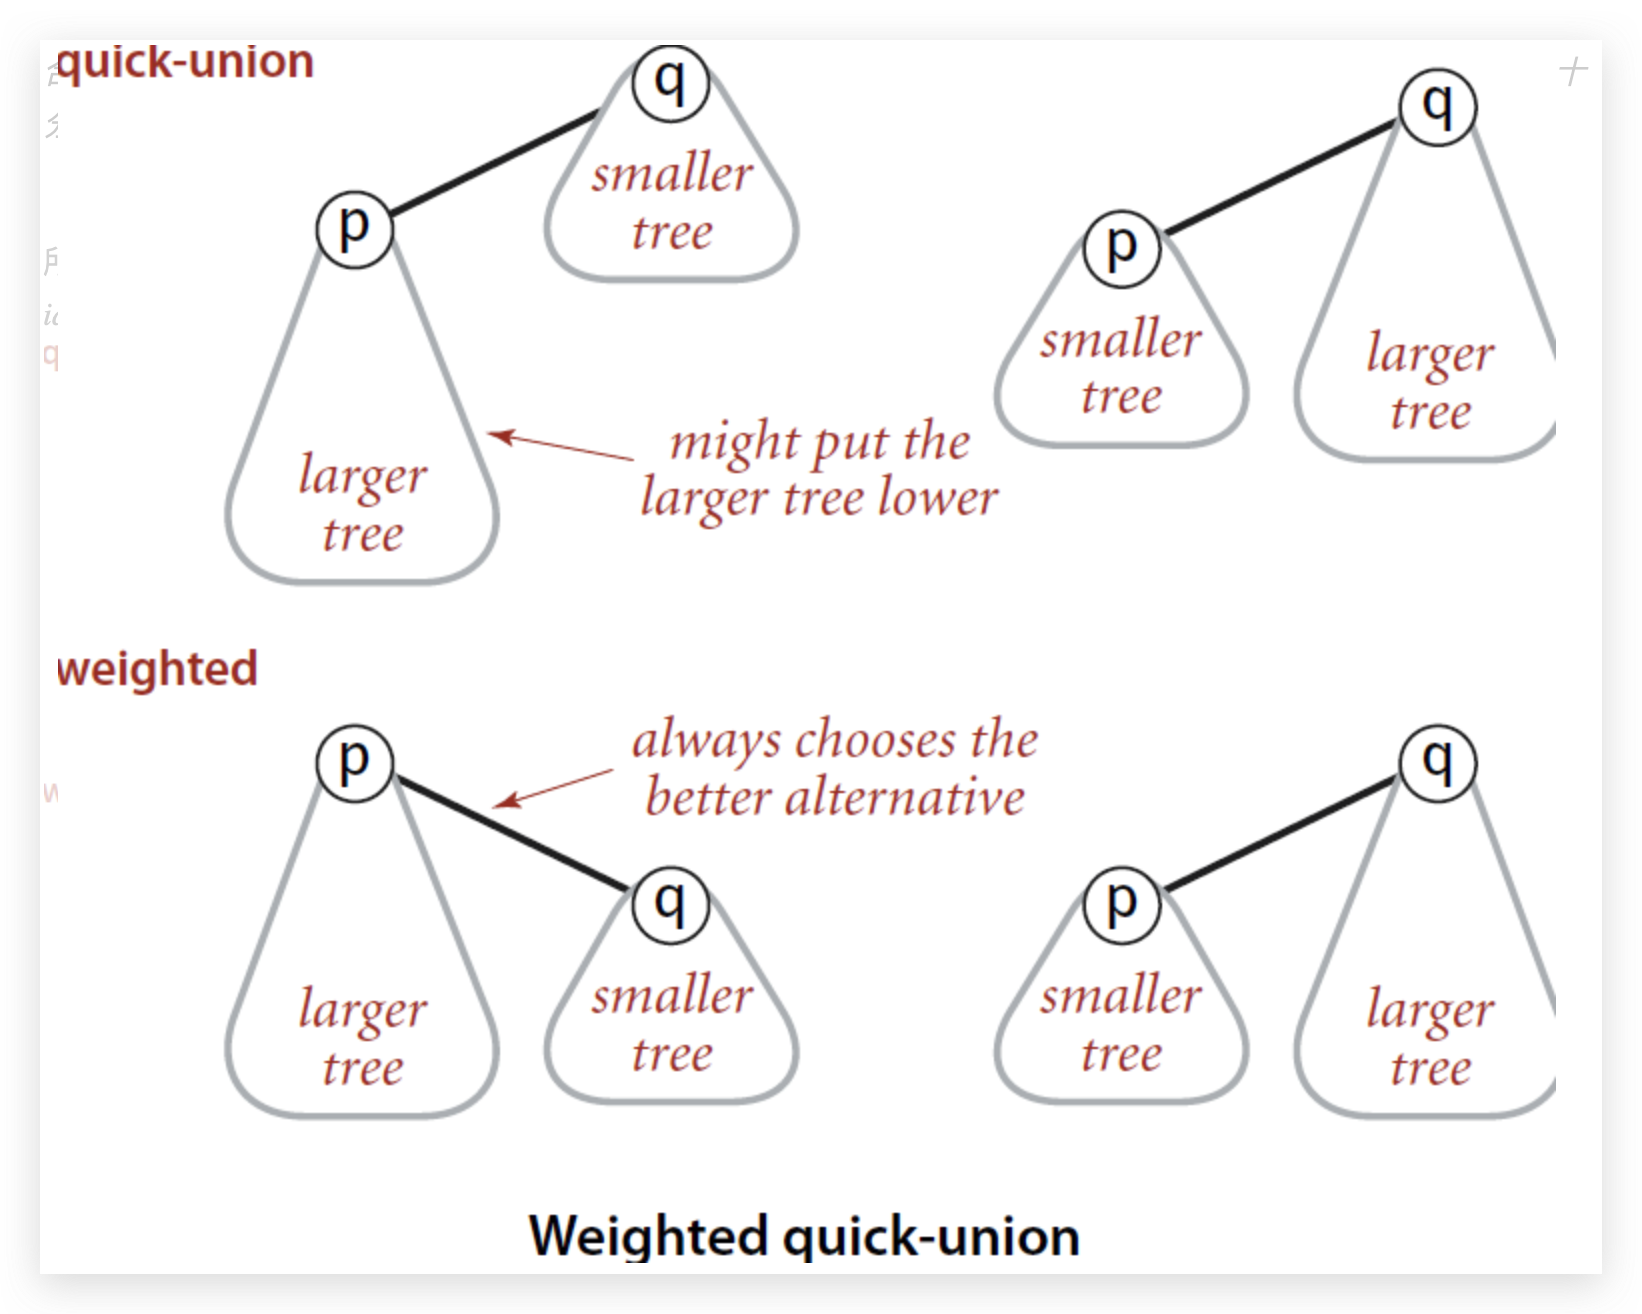 quick-union
q
smaller
tree
p
larger
tree
might put the
larger tree lower
q
p
smaller
tree
larger
tree
weighted
p
always chooses the
better alternative
q
larger
tree
smaller
tree
q
p
smaller
tree
larger
tree
Weighted quick-union